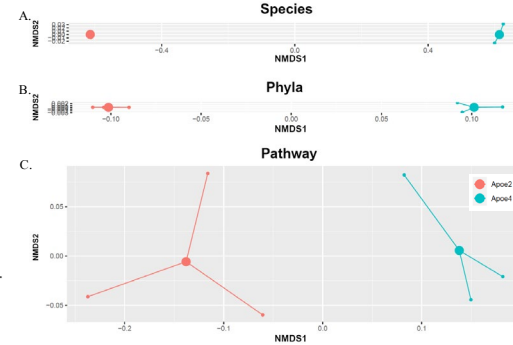 Species
A.
NMDS2
−0.4
0.0
0.4
NMDS1
Phyla
B.
NMDS2
−0.10
−0.05
0.00
0.05
0.10
NMDS1
Pathway
C.
Apoe2
Apoe4
NMDS2
0.05
0.00
−0.05
−0.2
−0.1
0.0
0.1
NMDS1